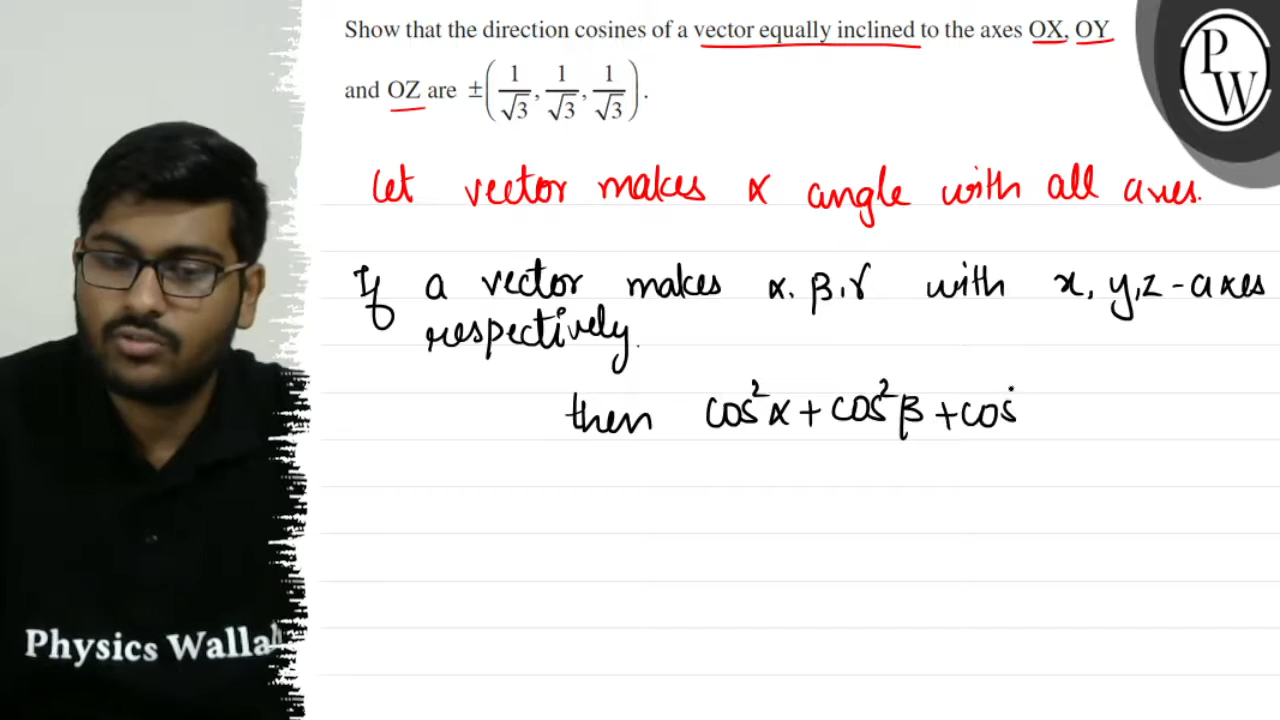 Show that the direction cosines of a vector equally inclined to the axes OX, OY
and OZ are ±(1/√3, 1/√3, 1/√3).
PW
Let vector makes α angle with all axes.
If a vector makes α, β, γ with x, y, z - axes
respectively.
then cos²α + cos²β + cos
Physics Wallah